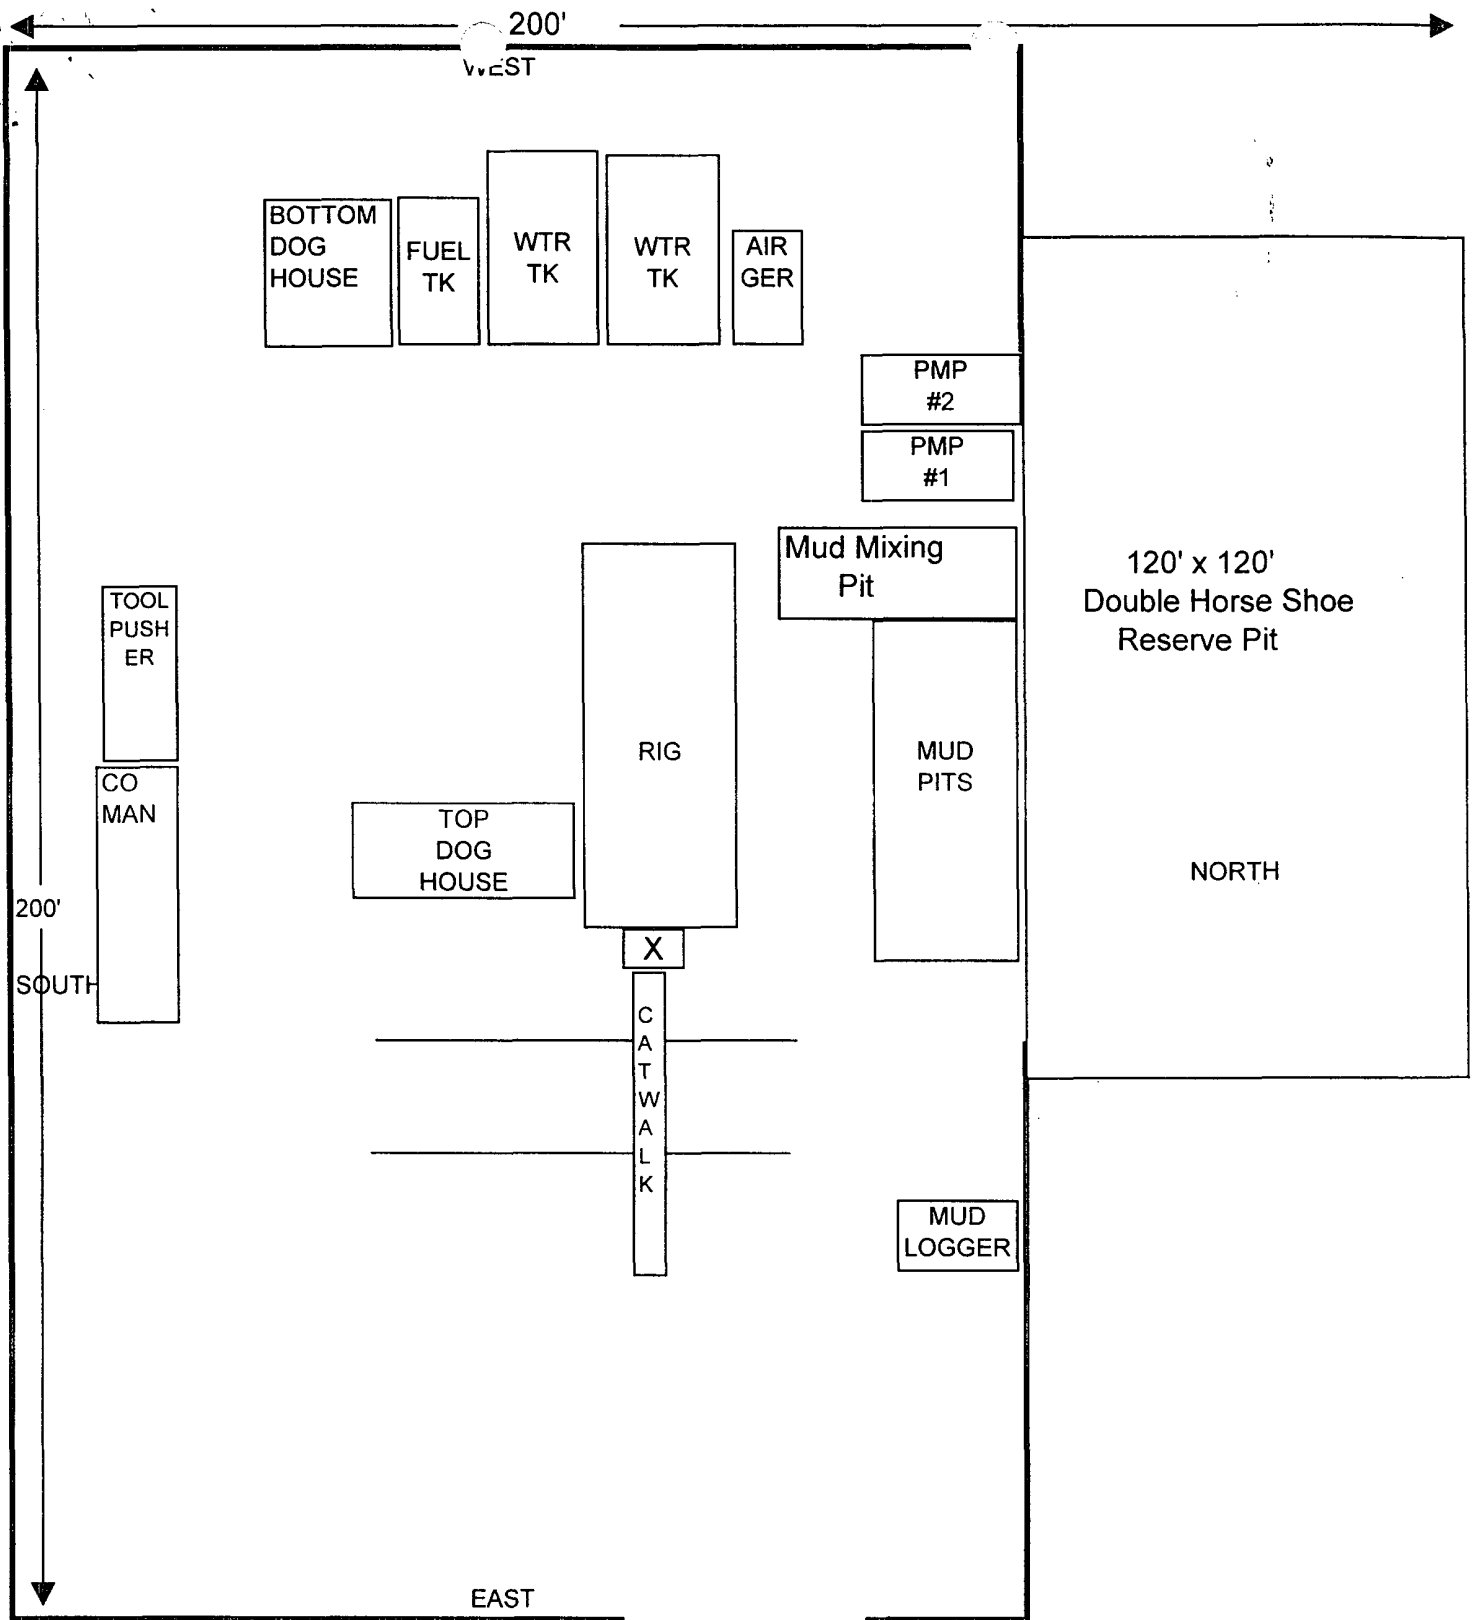 200'
WEST
BOTTOM
DOG
HOUSE
FUEL
TK
WTR
TK
WTR
TK
AIR
GER
PMP
#2
PMP
#1
Mud Mixing
Pit
120' x 120'
Double Horse Shoe
Reserve Pit
TOOL
PUSH
ER
RIG
MUD
PITS
CO
MAN
TOP
DOG
HOUSE
NORTH
200'
X
SOUTH
C
A
T
W
A
L
K
MUD
LOGGER
EAST